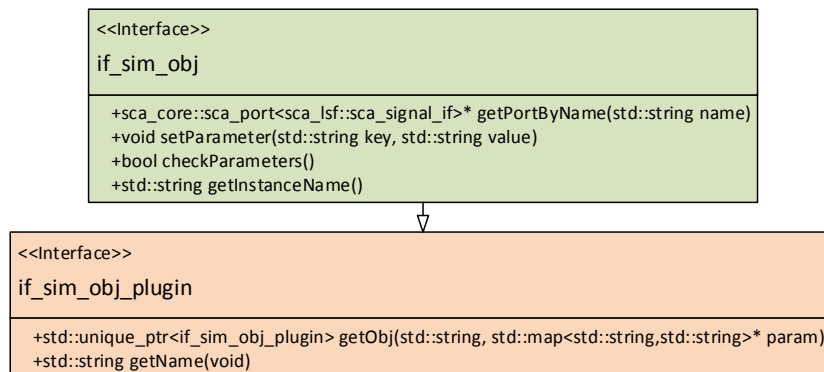 <<Interface>>
if_sim_obj
+sca_core::sca_port<sca_lsf::sca_signal_if>* getPortByName(std::string name)
+void setParameter(std::string key, std::string value)
+bool checkParameters()
+std::string getInstanceName()
<<Interface>>
if_sim_obj_plugin
+std::unique_ptr<if_sim_obj_plugin> getObj(std::string, std::map<std::string,std::string>* param)
+std::string getName(void)